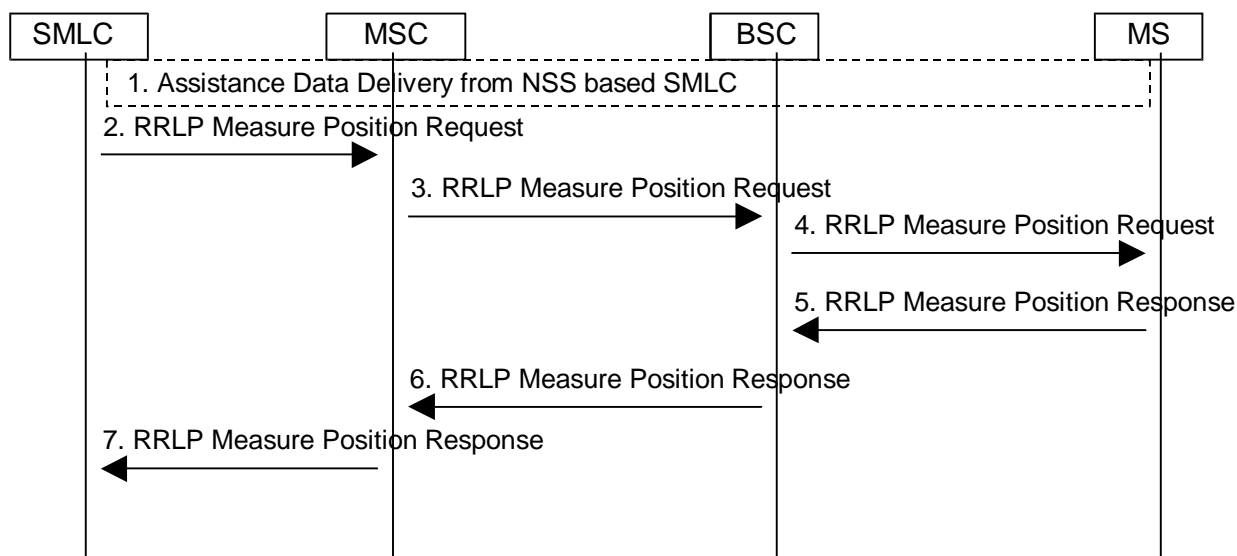 SMLC
MSC
BSC
MS
1. Assistance Data Delivery from NSS based SMLC
2. RRLP Measure Position Request
3. RRLP Measure Position Request
4. RRLP Measure Position Request
5. RRLP Measure Position Response
6. RRLP Measure Position Response
7. RRLP Measure Position Response